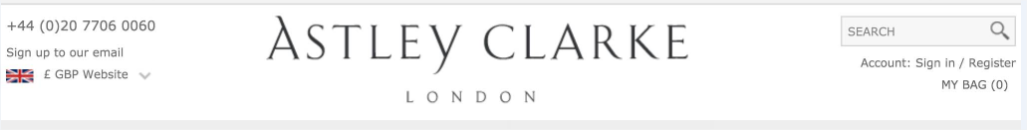 +44 (0)20 7706 0060
Sign up to our email
£ GBP Website
ASTLEY CLARKE
LONDON
SEARCH
Account: Sign in / Register
MY BAG (0)